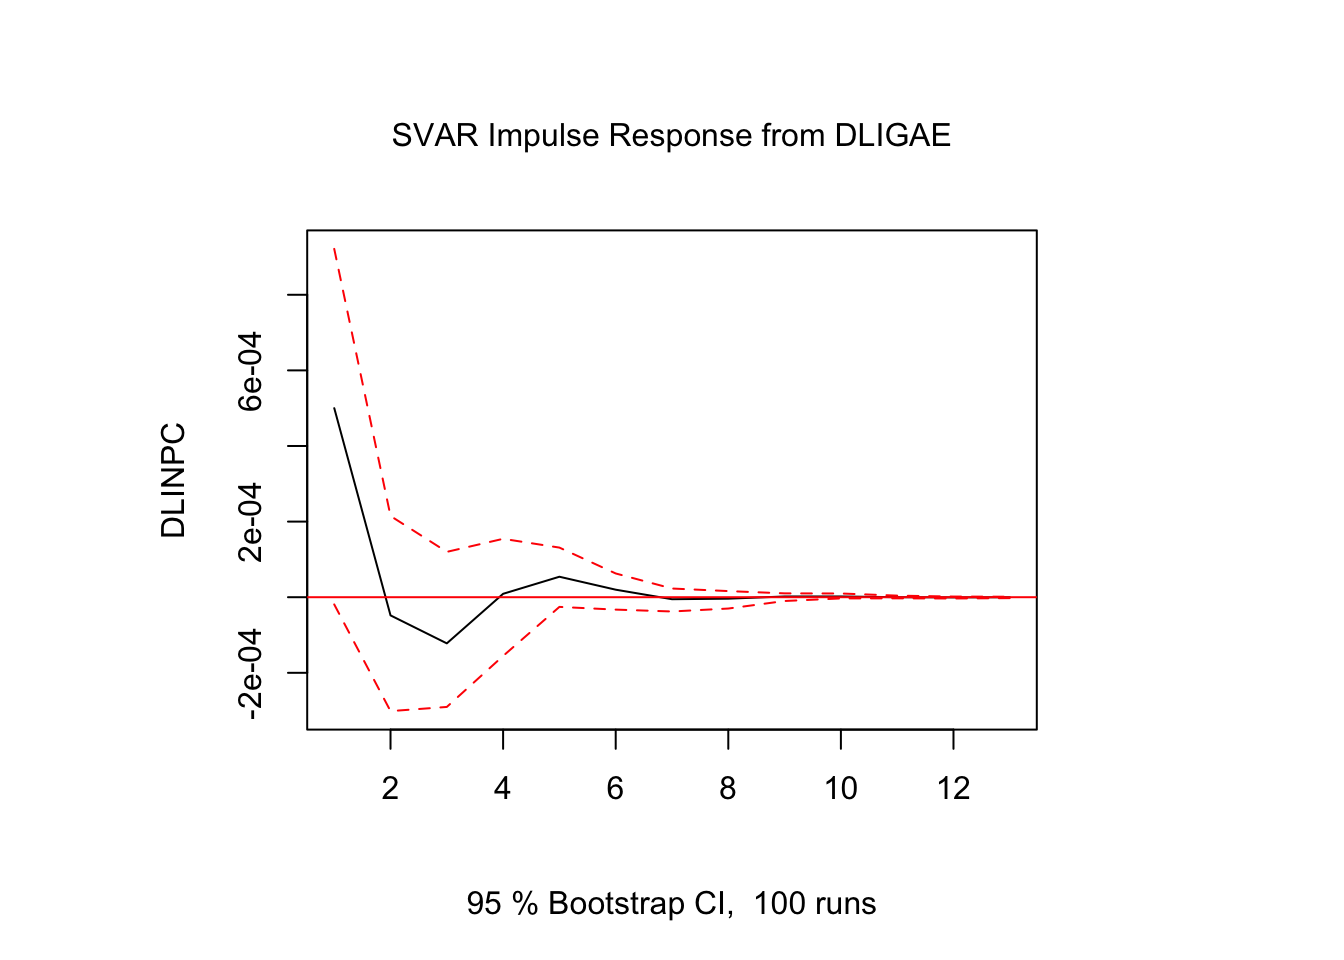 SVAR Impulse Response from DLIGAE
DLINPC
6e-04
2e-04
-2e-04
2 4 6 8 10 12
95 % Bootstrap CI,  100 runs